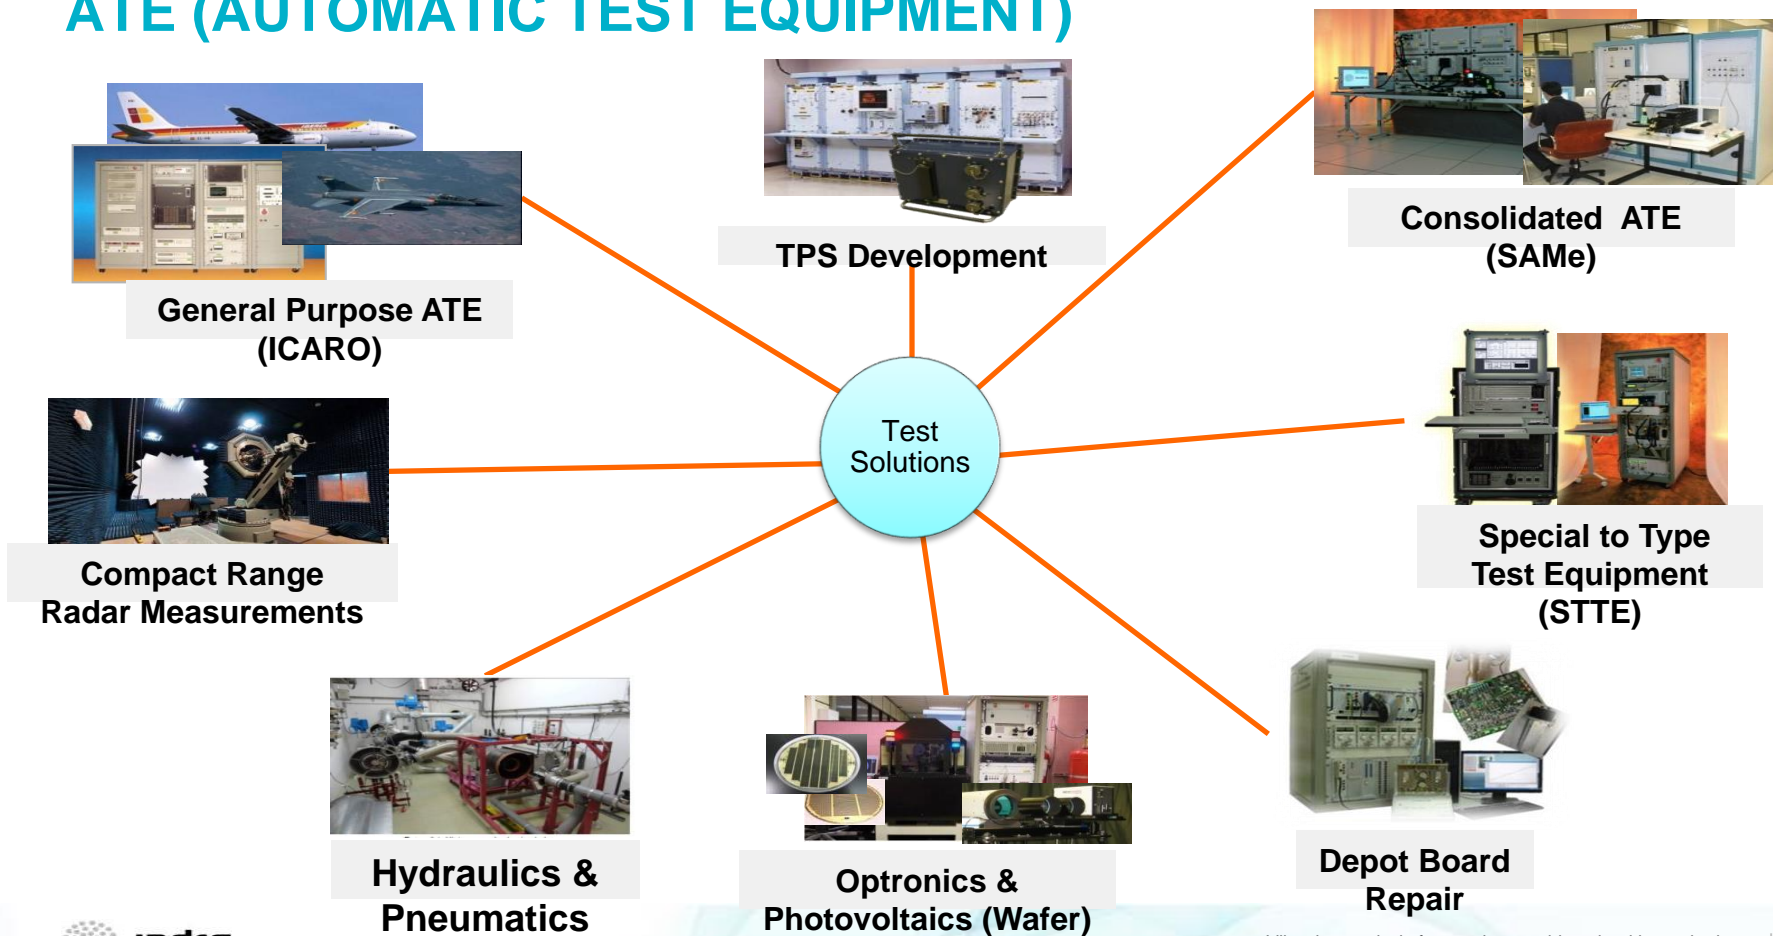 ATE (AUTOMATIC TEST EQUIPMENT)
General Purpose ATE
(ICARO)
TPS Development
Consolidated ATE
(SAMe)
Test
Solutions
Compact Range
Radar Measurements
Special to Type
Test Equipment
(STTE)
Hydraulics &
Pneumatics
Optronics &
Photovoltaics (Wafer)
Depot Board
Repair